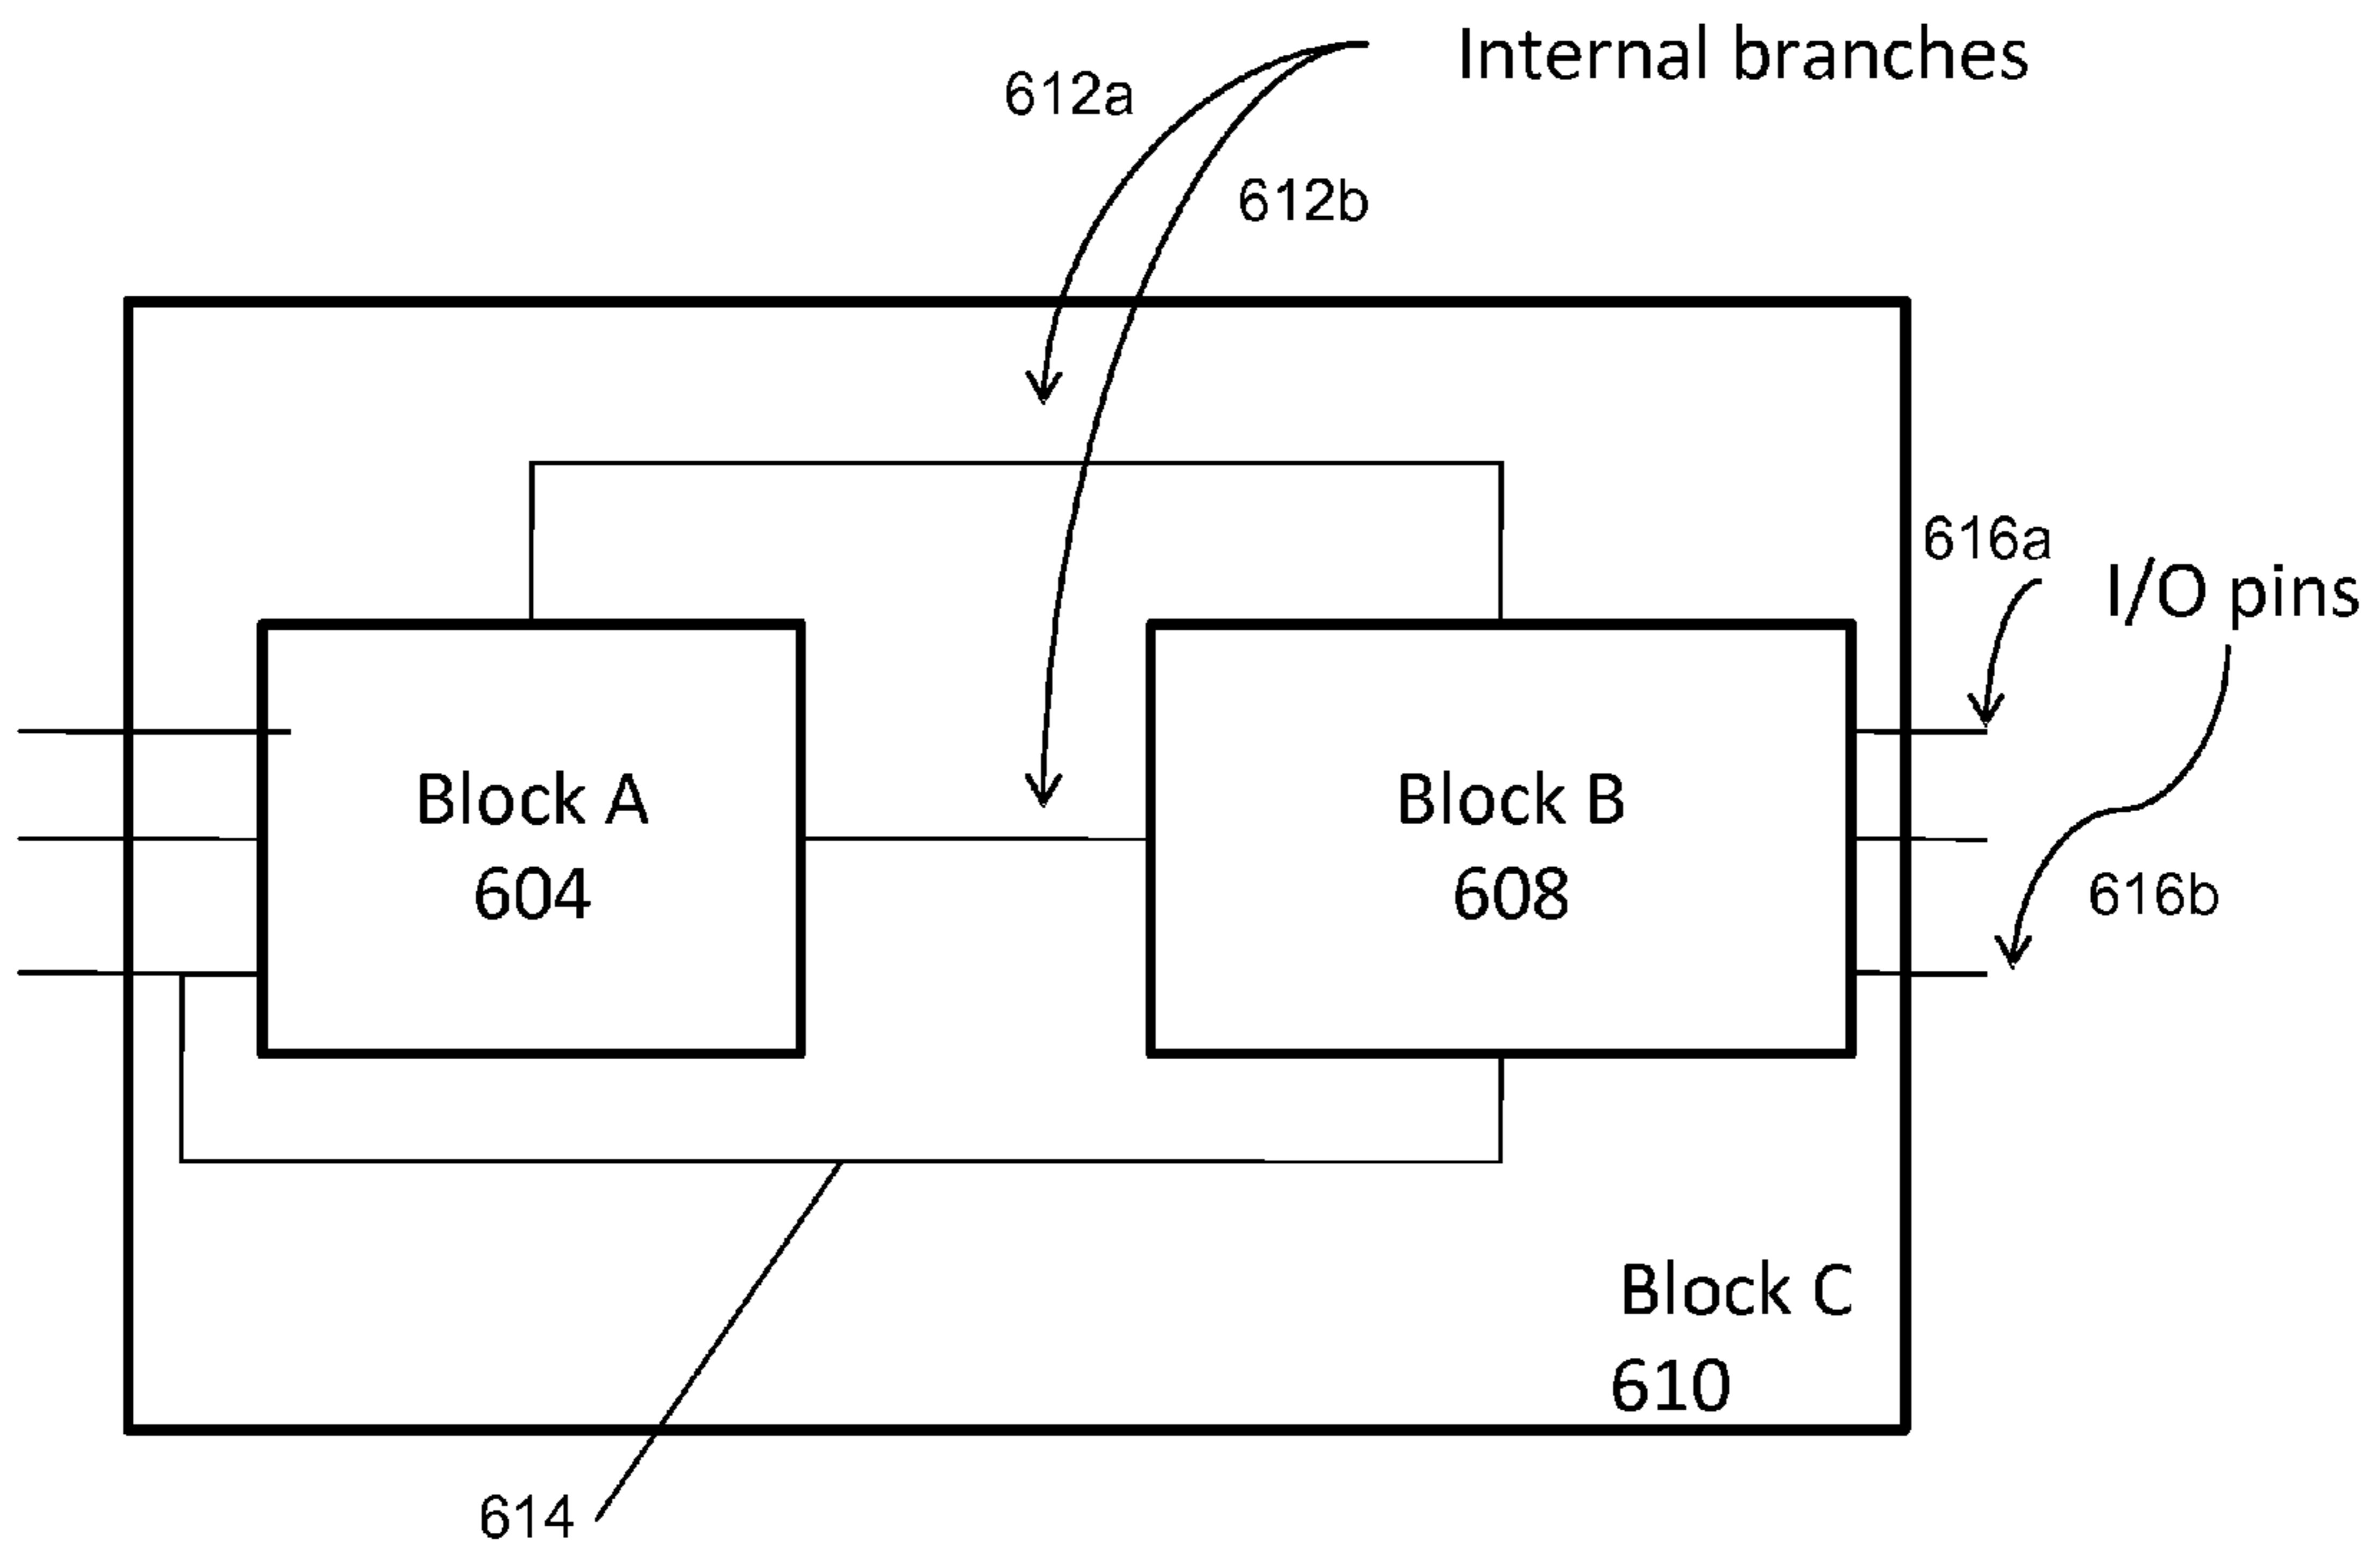 Internal branches
612a
612b
616a
I/O pins
Block A
604
Block B
608
616b
Block C
610
614